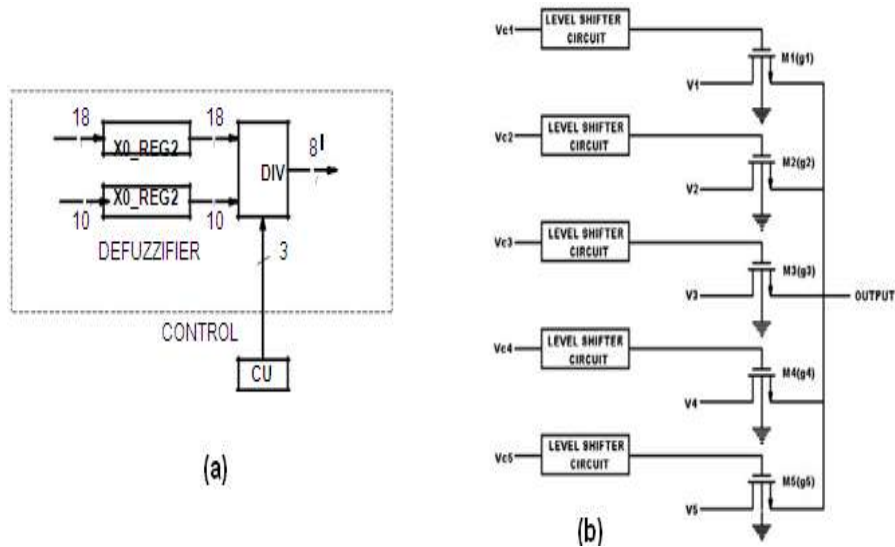 18
18
X0_REG2
8
DIV
X0_REG2
10
10
DEFUZZIFIER
3
CONTROL
CU
(a)
Vc1
LEVEL SHIFTER
CIRCUIT
M1(g1)
V1
Vc2
LEVEL SHIFTER
CIRCUIT
M2(g2)
V2
Vc3
LEVEL SHIFTER
CIRCUIT
M3(g3)
V3
OUTPUT
Vc4
LEVEL SHIFTER
CIRCUIT
M4(g4)
V4
Vc5
LEVEL SHIFTER
CIRCUIT
M5(g5)
V5
(b)